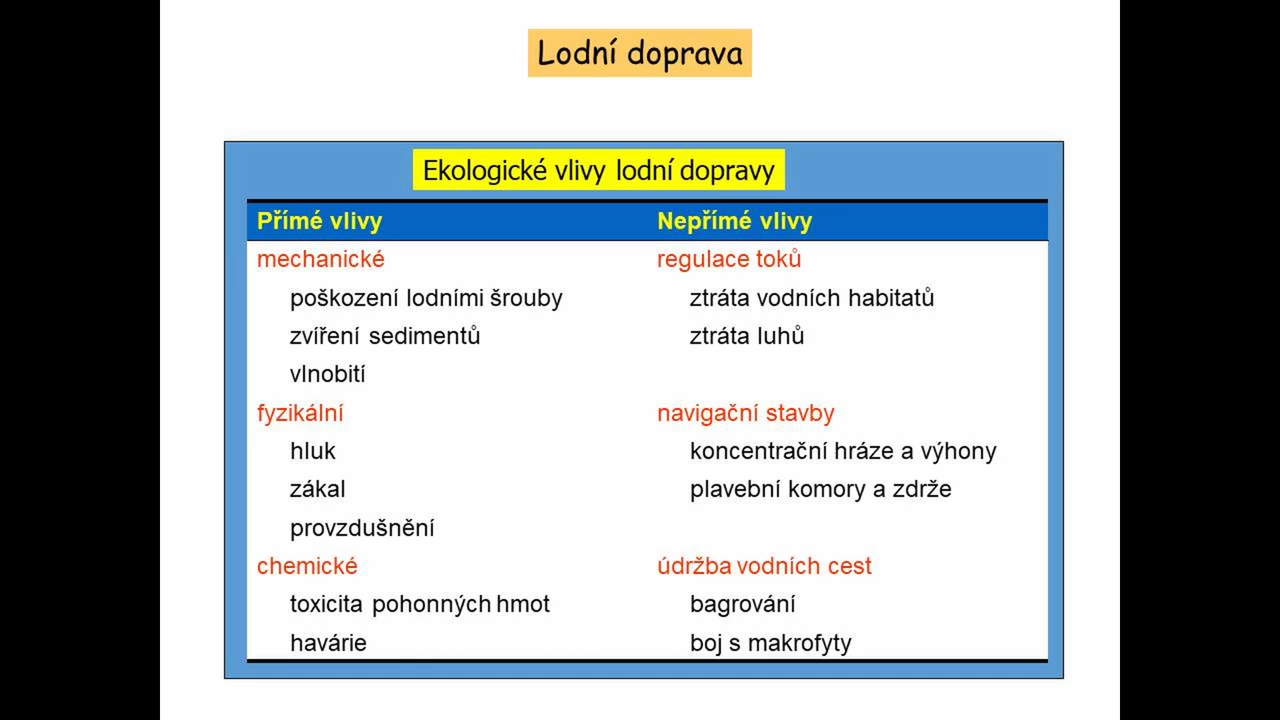 Lodní doprava
Ekologické vlivy lodní dopravy
Přímé vlivy Nepřímé vlivy
mechanické regulace toků
poškození lodními šrouby ztráta vodních habitatů
zvíření sedimentů ztráta luhů
vlnobití
fyzikální navigační stavby
hluk koncentrační hráze a výhony
zákal plavební komory a zdrže
provzdušnění
chemické údržba vodních cest
toxicita pohonných hmot bagrování
havárie boj s makrofyty